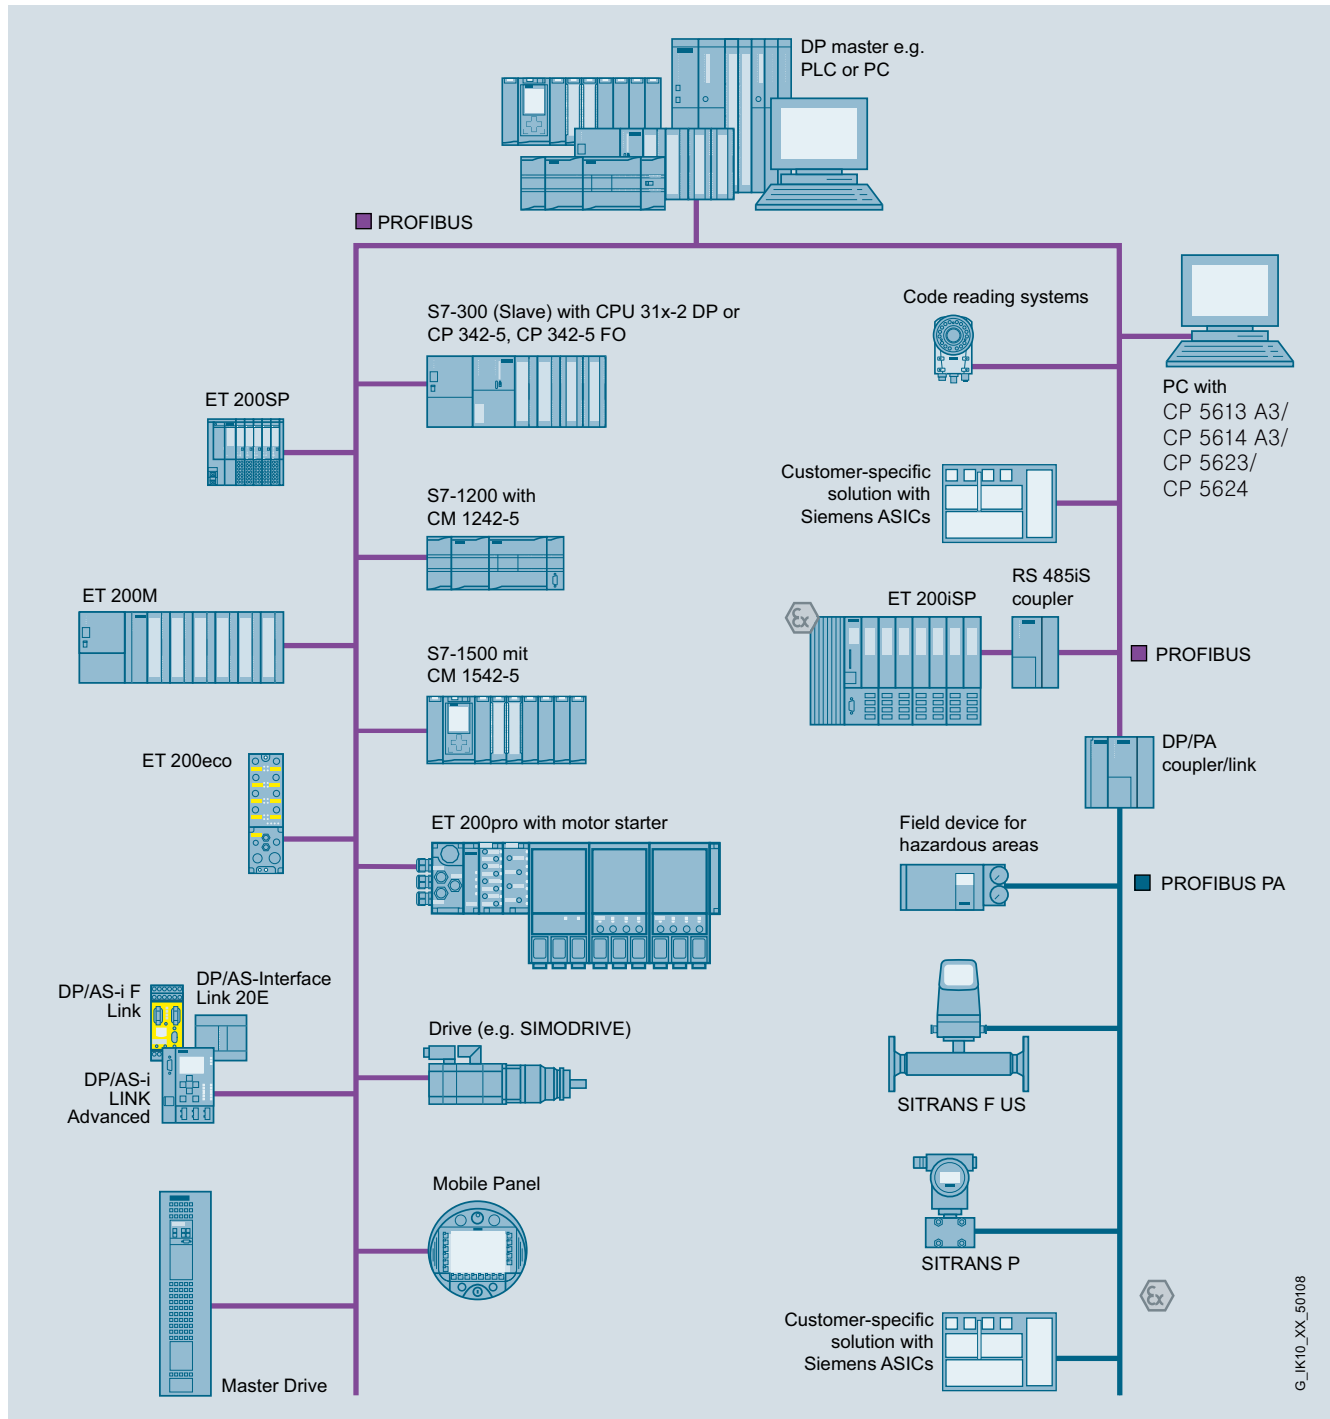 DP master e.g.
PLC or PC
PROFIBUS
S7-300 (Slave) with CPU 31x-2 DP or
CP 342-5, CP 342-5 FO
ET 200SP
S7-1200 with
CM 1242-5
ET 200M
S7-1500 mit
CM 1542-5
ET 200eco
ET 200pro with motor starter
DP/AS-i F
Link
DP/AS-Interface
Link 20E
DP/AS-i
LINK
Advanced
Drive (e.g. SIMODRIVE)
Mobile Panel
Master Drive
Code reading systems
PC with
CP 5613 A3/
CP 5614 A3/
CP 5623/
CP 5624
Customer-specific
solution with
Siemens ASICs
RS 485iS
coupler
ET 200iSP
Ex
PROFIBUS
DP/PA
coupler/link
Field device for
hazardous areas
PROFIBUS PA
SITRANS F US
SITRANS P
Ex
Customer-specific
solution with
Siemens ASICs
G_IK10_XX_50108